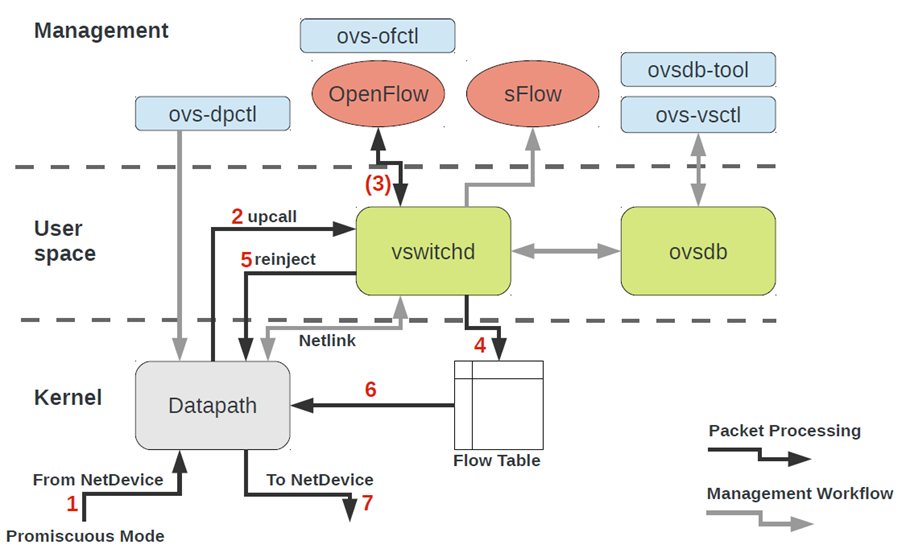 Management
ovs-ofctl
OpenFlow
sFlow
ovsdb-tool
ovs-dpctl
ovs-vsctl
(3)
User
space
2 upcall
5 reinject
vswitchd
ovsdb
Netlink
4
Kernel
Datapath
6
Flow Table
From NetDevice
1
Promiscuous Mode
To NetDevice
7
Packet Processing
Management Workflow